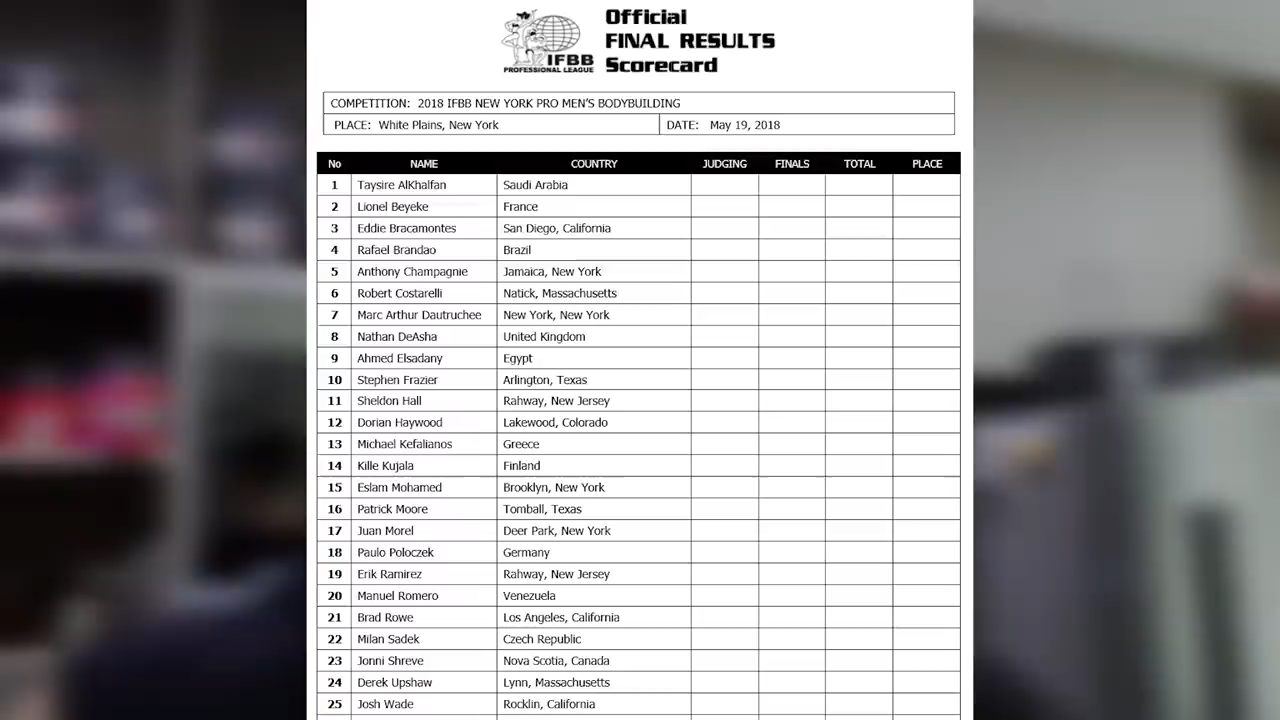 IFBB
PROFESSIONAL LEAGUE
Official
FINAL RESULTS
Scorecard
COMPETITION: 2018 IFBB NEW YORK PRO MEN'S BODYBUILDING
PLACE: White Plains, New York DATE: May 19, 2018
No NAME COUNTRY JUDGING FINALS TOTAL PLACE
1 Taysire AlKhalfan Saudi Arabia
2 Lionel Beyeke France
3 Eddie Bracamontes San Diego, California
4 Rafael Brandao Brazil
5 Anthony Champagnie Jamaica, New York
6 Robert Costarelli Natick, Massachusetts
7 Marc Arthur Dautruchee New York, New York
8 Nathan DeAsha United Kingdom
9 Ahmed Elsadany Egypt
10 Stephen Frazier Arlington, Texas
11 Sheldon Hall Rahway, New Jersey
12 Dorian Haywood Lakewood, Colorado
13 Michael Kefalianos Greece
14 Kille Kujala Finland
15 Eslam Mohamed Brooklyn, New York
16 Patrick Moore Tomball, Texas
17 Juan Morel Deer Park, New York
18 Paulo Poloczek Germany
19 Erik Ramirez Rahway, New Jersey
20 Manuel Romero Venezuela
21 Brad Rowe Los Angeles, California
22 Milan Sadek Czech Republic
23 Jonni Shreve Nova Scotia, Canada
24 Derek Upshaw Lynn, Massachusetts
25 Josh Wade Rocklin, California